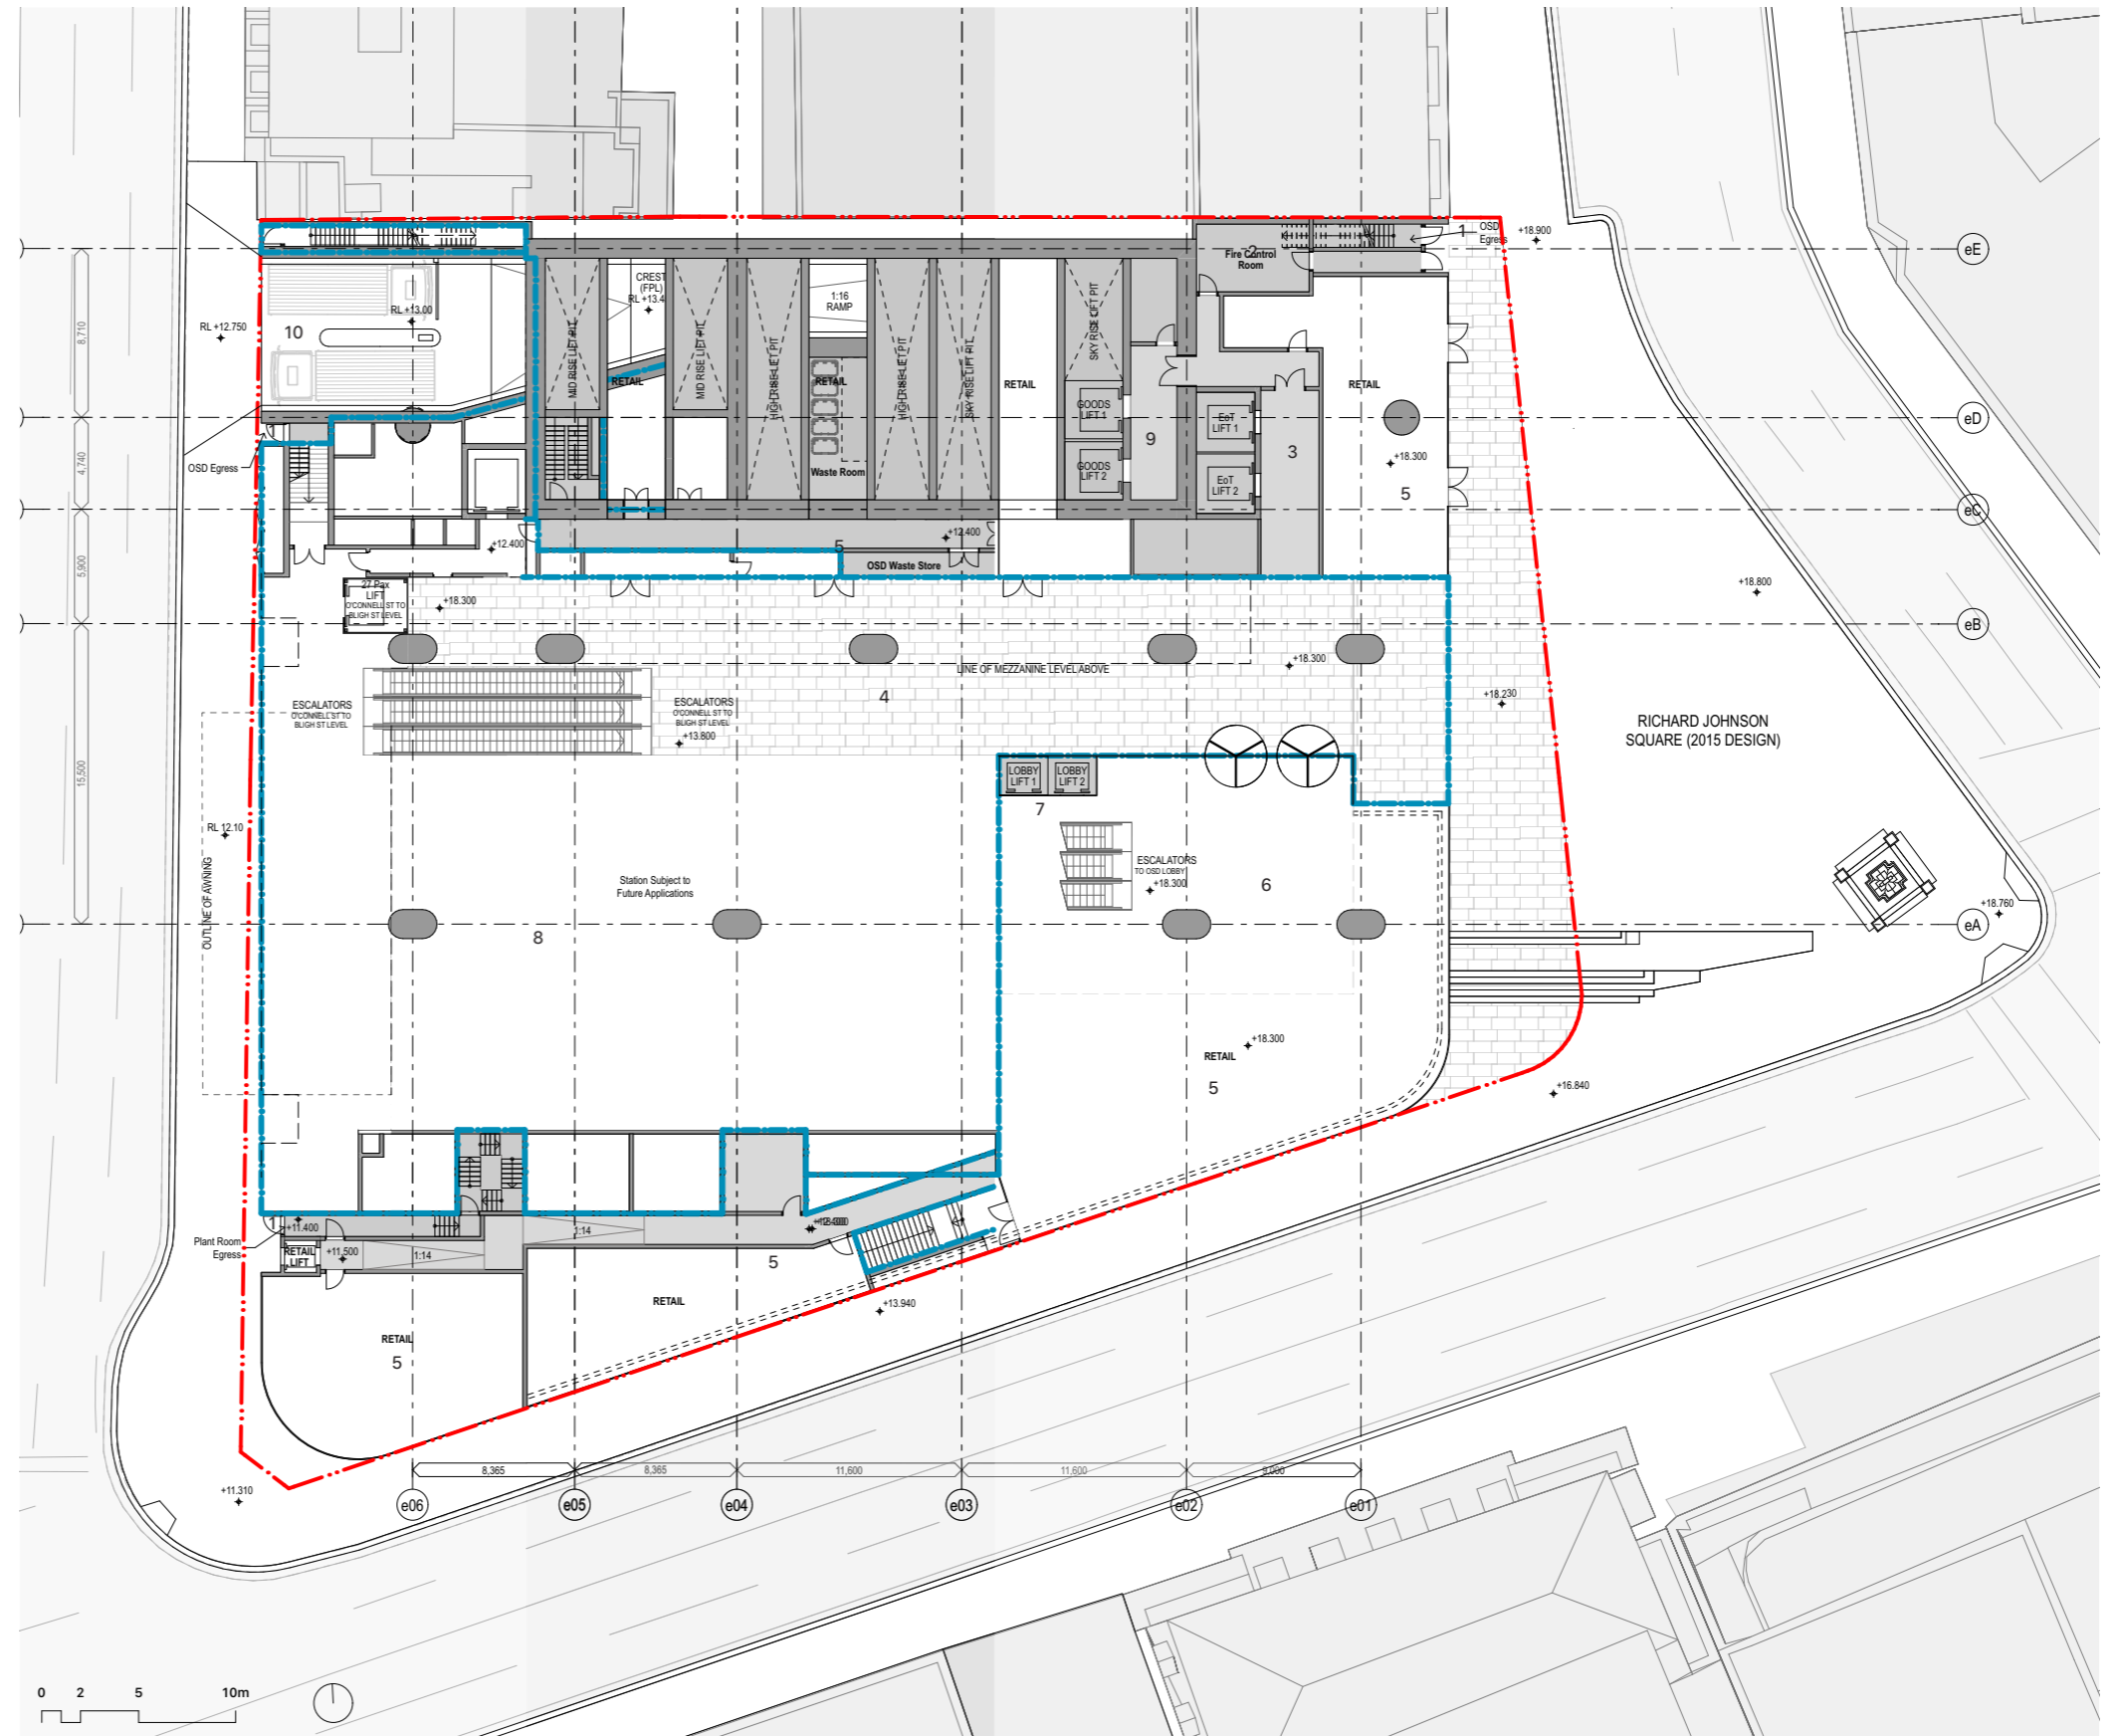 1
OSD
Egress
+18.900
eE
2
Fire Control
Room
CREST
(FPL)
RL +13.4
1:16
RAMP
RL +13.00
RL +12.750
10
8,710
MID RISE LIFT PIT
MID RISE LIFT PIT
HIGH RISE LIFT PIT
HIGH RISE LIFT PIT
SKY RISE LIFT PIT
SKY RISE LIFT PIT
RETAIL
RETAIL
RETAIL
RETAIL
GOODS
LIFT 1
EoT
LIFT 1
eD
9
3
1
OSD Egress
4,740
Waste Room
GOODS
LIFT 2
EoT
LIFT 2
+18.300
5
eC
+12.400
+12.400
5
OSD Waste Store
5,900
27 Pax
LIFT
O'CONNELL ST TO
BLIGH ST LEVEL
+18.300
+18.800
eB
LINE OF MEZZANINE LEVEL ABOVE
+18.300
4
+18.230
ESCALATORS
O'CONNELL ST TO
BLIGH ST LEVEL
ESCALATORS
O'CONNELL ST TO
BLIGH ST LEVEL
+13.800
RICHARD JOHNSON
SQUARE (2015 DESIGN)
15,500
LOBBY
LIFT 1
LOBBY
LIFT 2
7
RL 12.10
OUTLINE OF AWNING
ESCALATORS
TO OSD LOBBY
+18.300
6
Station Subject to
Future Applications
+18.760
eA
8
+18.300
RETAIL
5
+16.840
1
+11.400
Plant Room
Egress
RETAIL
LIFT
+11.500
1:14
1:14
5
RETAIL
+13.940
RETAIL
5
8,365
8,365
11,600
11,600
9,000
+11.310
e06
e05
e04
e03
e02
e01
0
2
5
10m